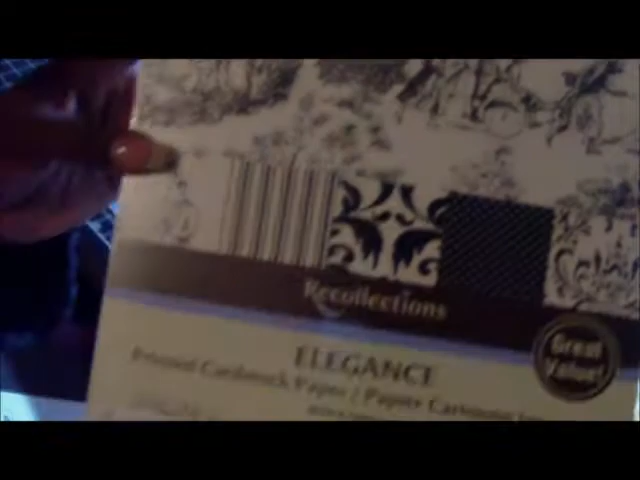 Recollections
ELEGANCE
Great
Value!
Printed Cardstock Paper / Papier Cartonné